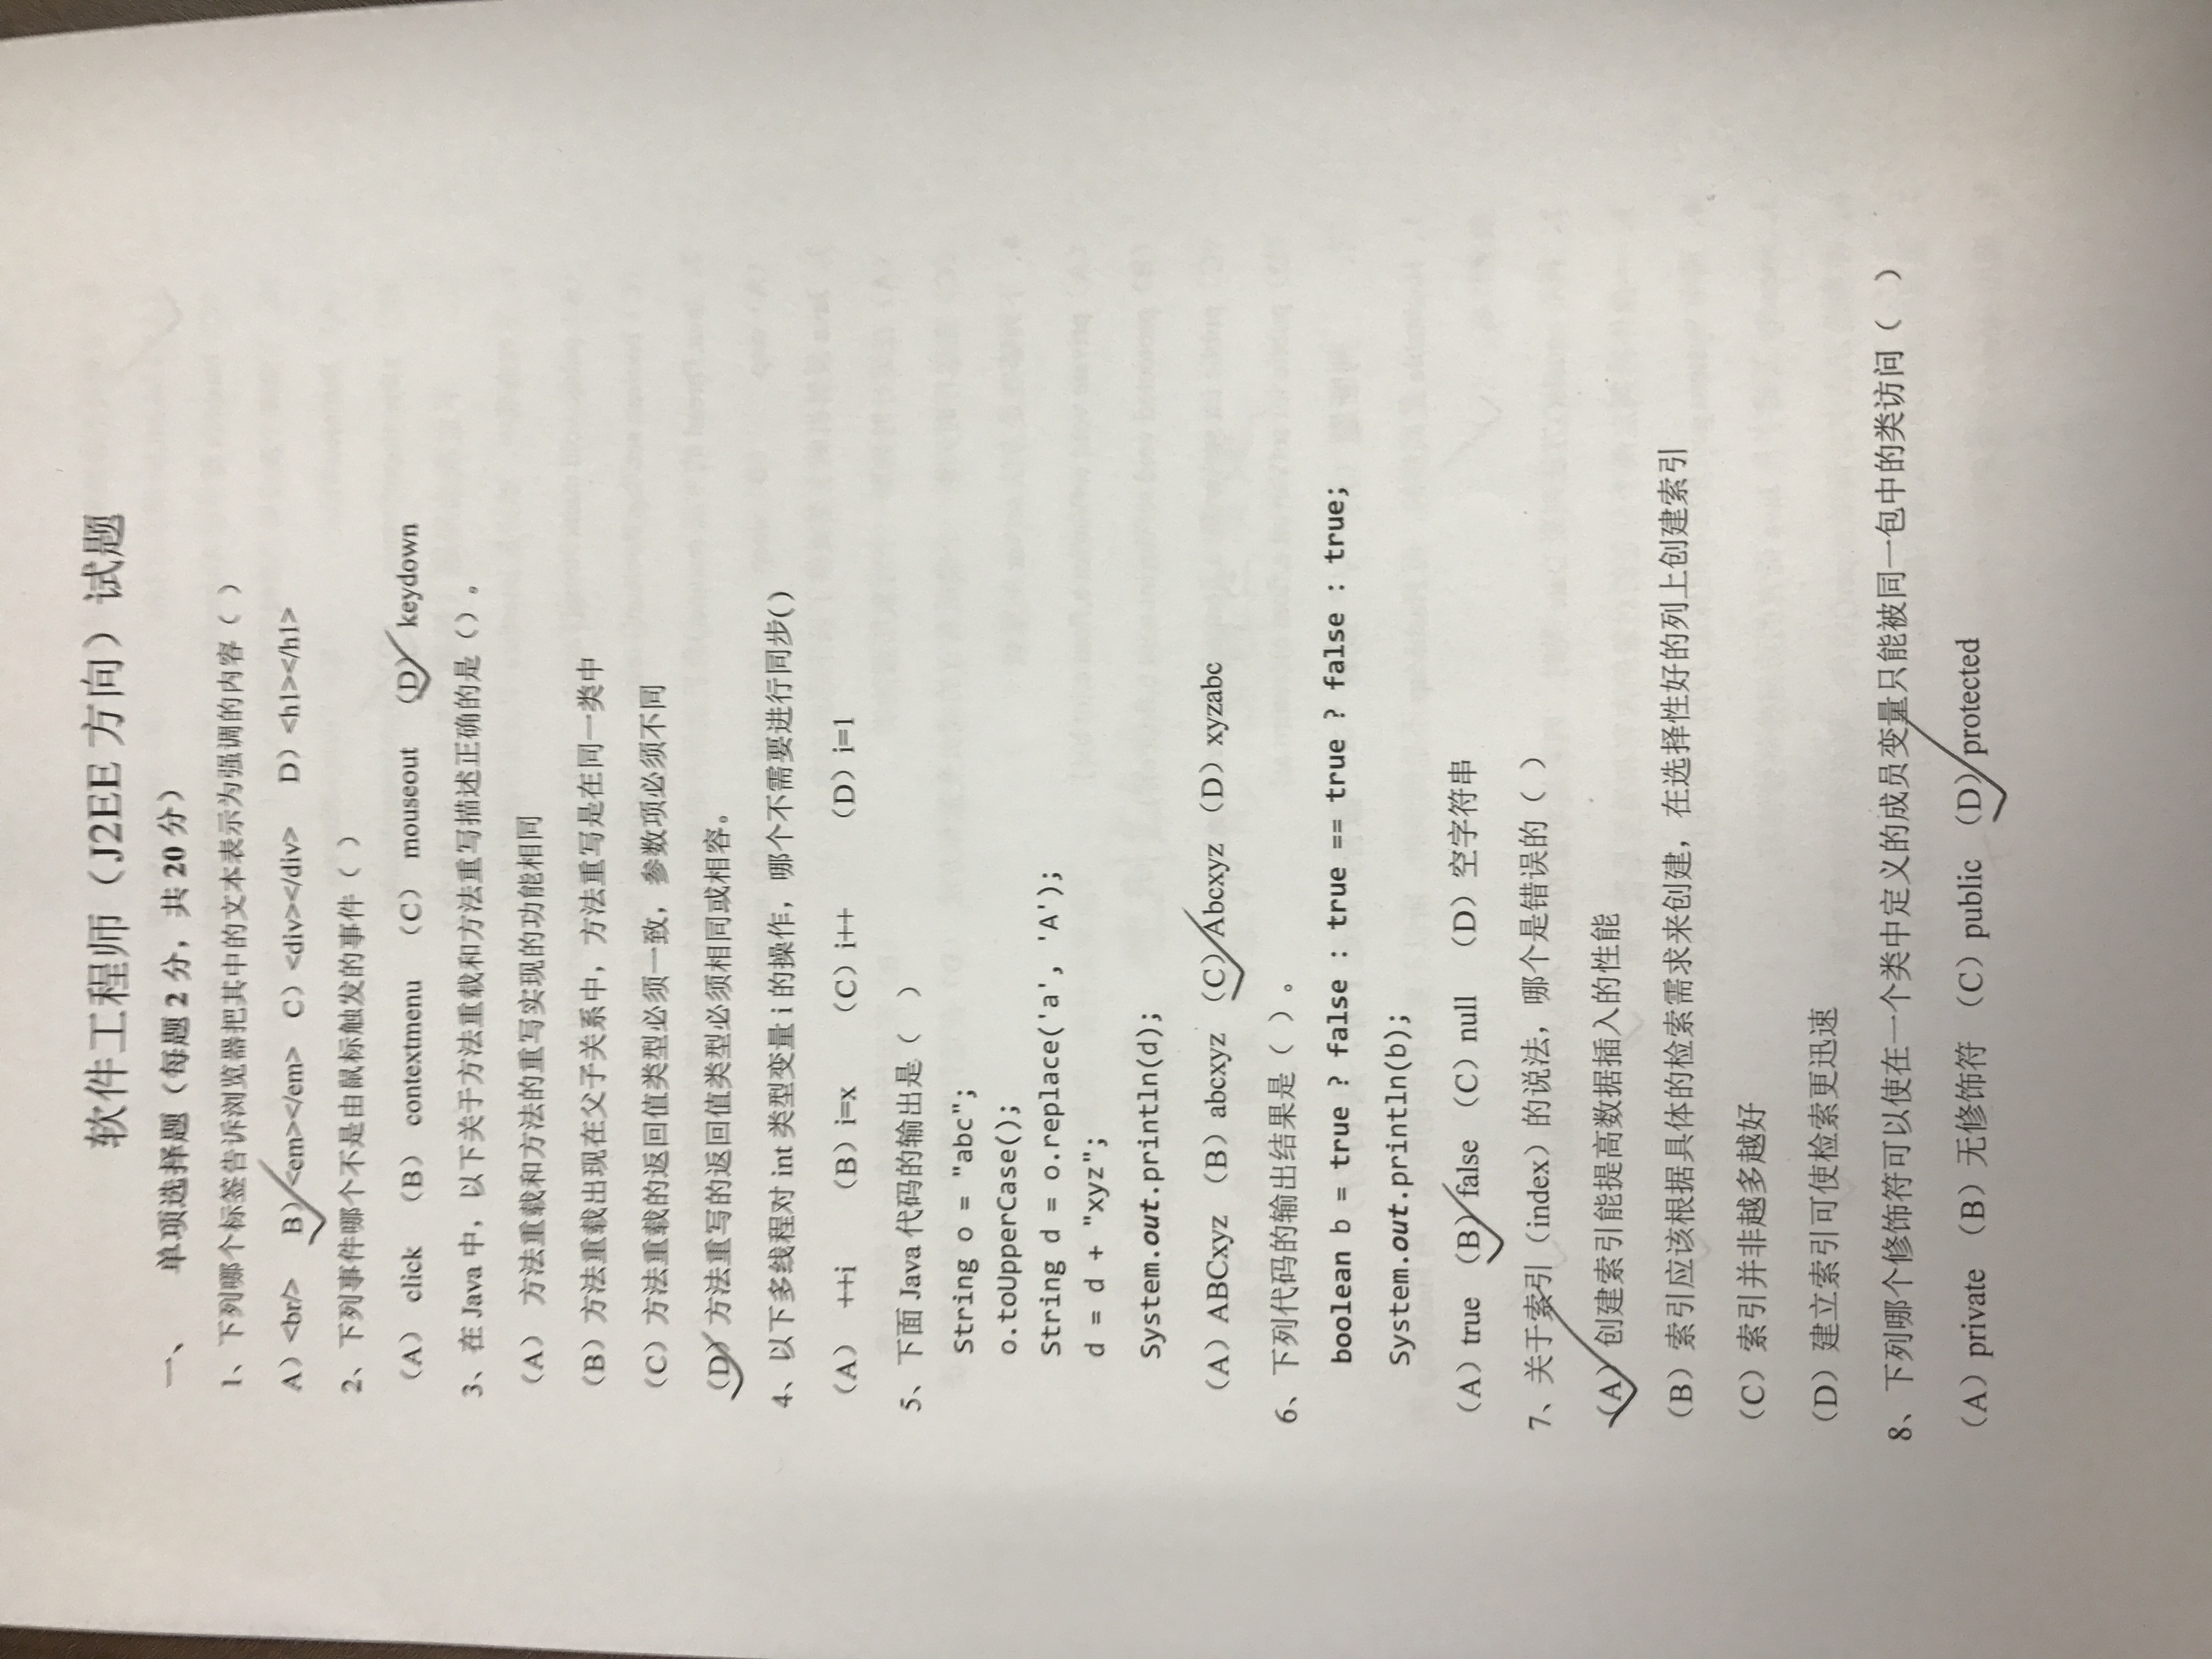 软件工程师（J2EE 方向）试题
一、 单项选择题（每题 2 分，共 20 分）
1、下列哪个标签告诉浏览器把其中的文本表示为强调的内容（ ）
A）<br/> B）<em></em> C）<div></div> D）<h1></h1>
2、下列事件哪个不是由鼠标触发的事件（ ）
（A） click （B） contextmenu （C） mouseout （D） keydown
3、在 Java 中，以下关于方法重载和方法重写描述正确的是（）。
（A） 方法重载和方法的重写实现的功能相同
（B）方法重载出现在父子关系中，方法重写是在同一类中
（C）方法重载的返回值类型必须一致，参数项必须不同
（D）方法重写的返回值类型必须相同或相容。
4、以下多线程对 int 类型变量 i 的操作，哪个不需要进行同步( )
（A） ++i （B）i=x （C）i++ （D）i=1
5、下面 Java 代码的输出是（ ）
String o = "abc";
o.toUpperCase();
String d = o.replace('a', 'A');
d = d + "xyz";
System.out.println(d);
（A）ABCxyz （B）abcxyz （C）Abcxyz （D）xyzabc
6、下列代码的输出结果是（ ）。
boolean b = true ? false : true == true ? false : true;
System.out.println(b);
（A）true （B）false （C）null （D）空字符串
7、关于索引（index）的说法，哪个是错误的（ ）
（A）创建索引能提高数据插入的性能
（B）索引应该根据具体的检索需求来创建，在选择性好的列上创建索引
（C）索引并非越多越好
（D）建立索引可使检索更迅速
8、下列哪个修饰符可以使在一个类中定义的成员变量只能被同一包中的类访问（ ）
（A）private （B）无修饰符 （C）public （D）protected